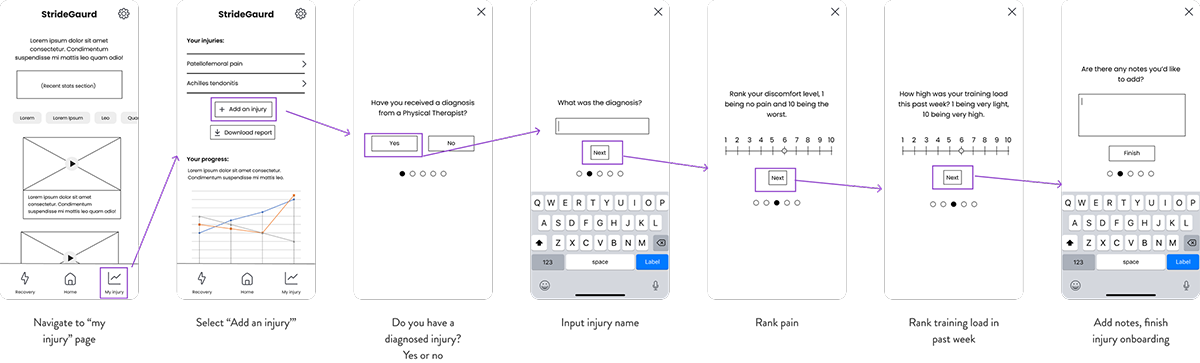 StrideGaurd
Lorem ipsum dolor sit amet
consectetur. Condimentum
suspendisse mi mattis leo quam odio!
(Recent stats section)
Lorem
Lorem Ipsum
Leo
Qua
Lorem ipsum dolor sit amet consectetur.
Condimentum suspendisse mi mattis.
Recovery
Home
My injury
Navigate to “my
injury” page
StrideGaurd
Your injuries:
Patellofemoral pain
Achilles tendonitis
+ Add an injury
Download report
Your progress:
Lorem ipsum dolor sit amet consectetur.
Condimentum suspendisse mi mattis.
Recovery
Home
My injury
Select “Add an injury’”
Have you received a diagnosis
from a Physical Therapist?
Yes
No
Do you have a
diagnosed injury?
Yes or no
What was the diagnosis?
Next
Q W E R T Y U I O P
A S D F G H J K L
Z X C V B N M
123
space
Label
Input injury name
Rank your discomfort level, 1
being no pain and 10 being the
worst.
1 2 3 4 5 6 7 8 9 10
Next
Rank pain
How high was your training load
this past week? 1 being very light,
10 being very high.
1 2 3 4 5 6 7 8 9 10
Next
Rank training load in
past week
Are there any notes you’d like
to add?
Finish
Q W E R T Y U I O P
A S D F G H J K L
Z X C V B N M
123
space
Label
Add notes, finish
injury onboarding